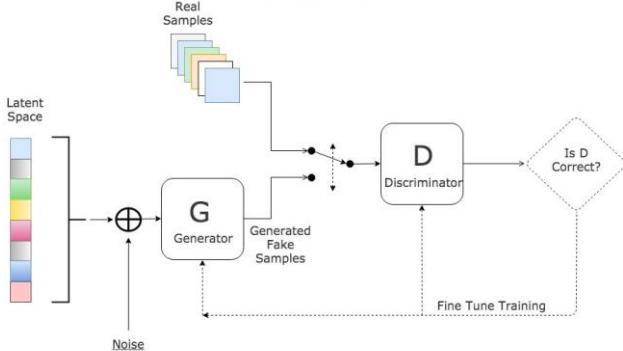 Real
Samples
Latent
Space
D
Discriminator
Is D
Correct?
G
Generator
Generated
Fake
Samples
Fine Tune Training
Noise